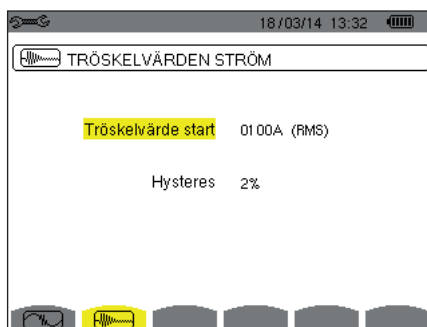 18/03/14 13:32
TRÖSKELVÄRDEN STRÖM
Tröskelvärde start 0100A (RMS)
Hysteres 2%